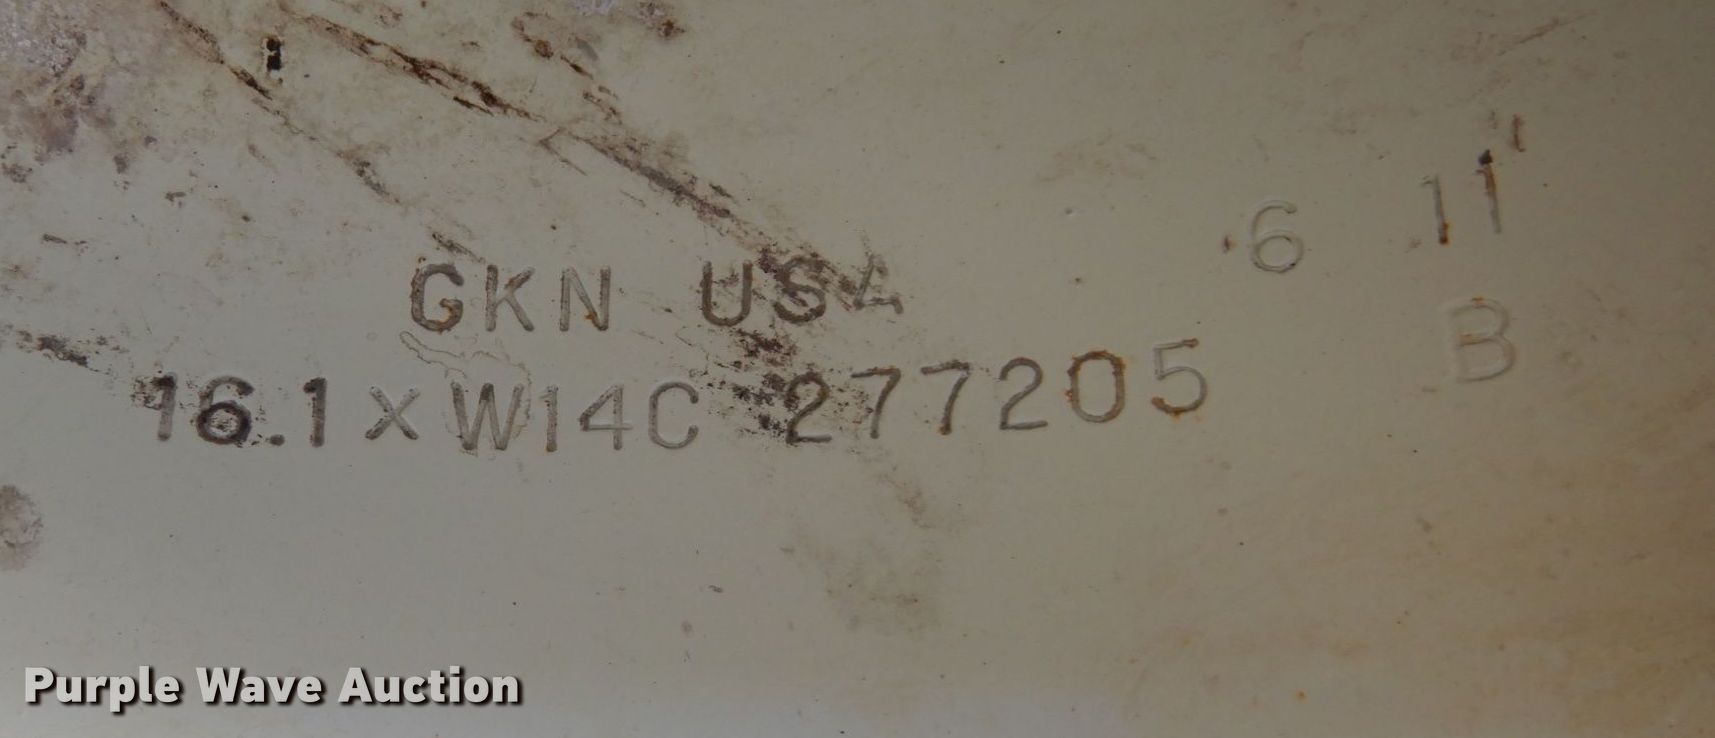 6 11
GKN USA
16.1 x W14C 277205 B
Purple Wave Auction